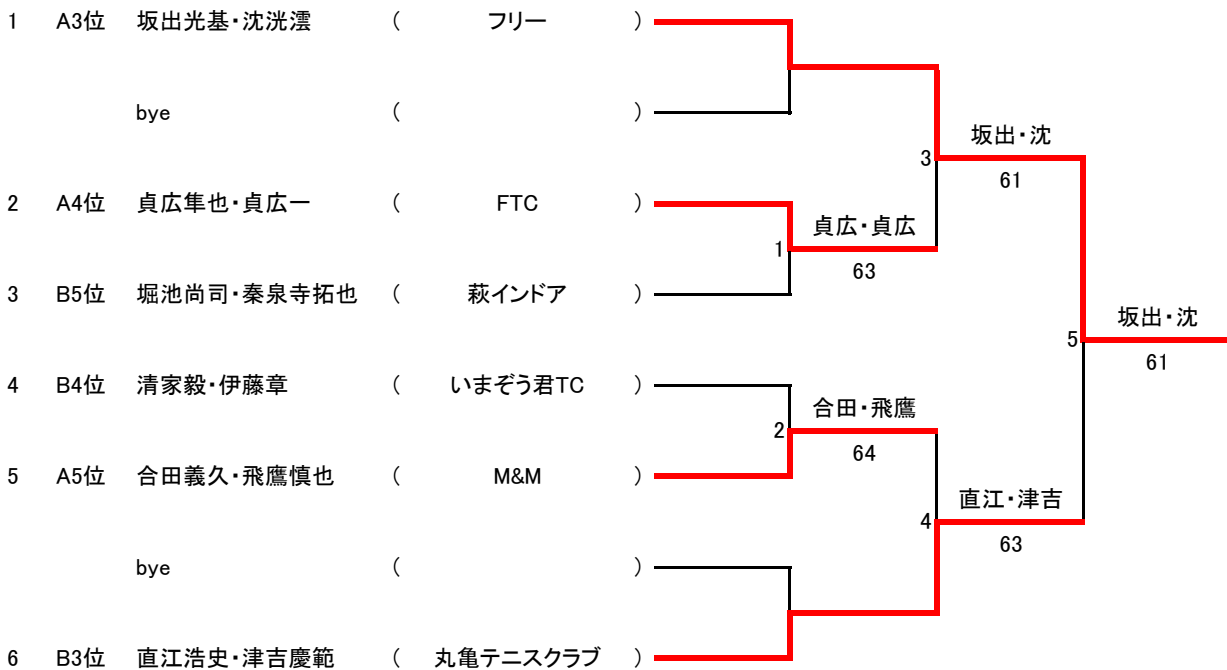 1 A3位 坂出光基・沈洸澐 ( フリー )
bye ( )
坂出・沈
3
61
2 A4位 貞広隼也・貞広一 ( FTC )
貞広・貞広
1
63
3 B5位 堀池尚司・秦泉寺拓也 ( 萩インドア )
坂出・沈
5
61
4 B4位 清家毅・伊藤章 ( いまぞう君TC )
合田・飛鷹
2
64
5 A5位 合田義久・飛鷹慎也 ( M&M )
直江・津吉
4
63
bye ( )
6 B3位 直江浩史・津吉慶範 ( 丸亀テニスクラブ )